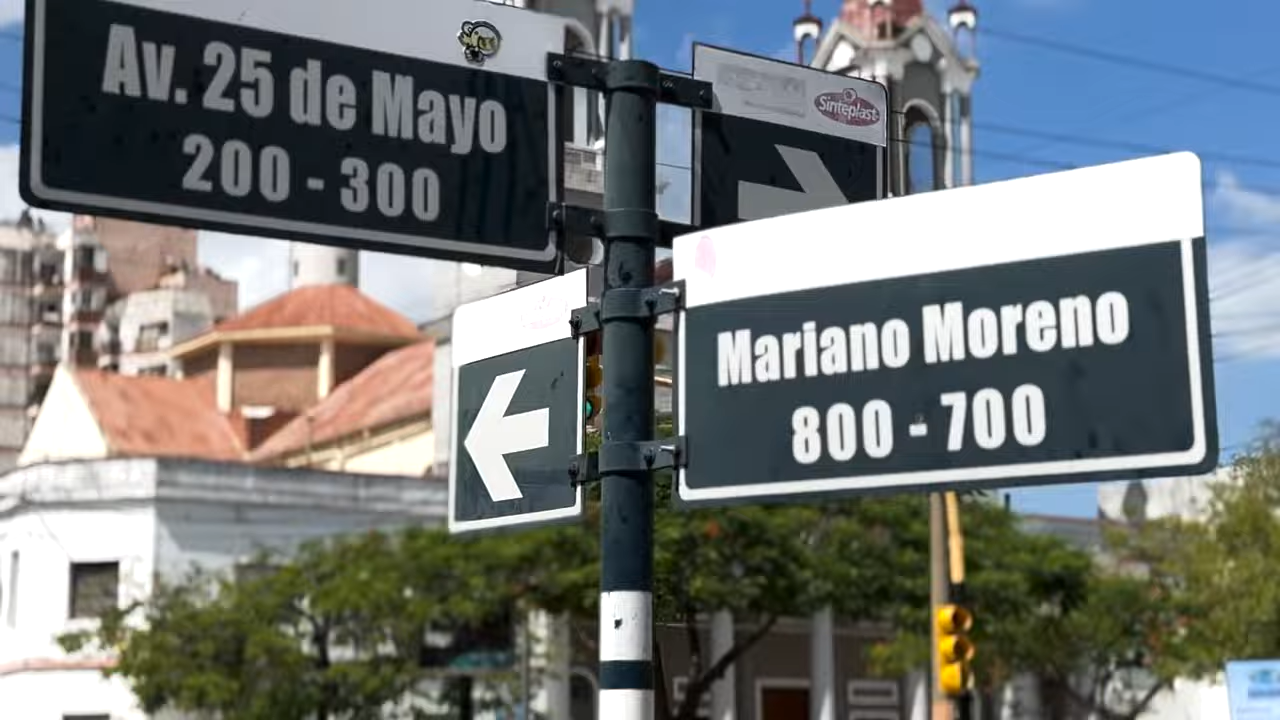 Av. 25 de Mayo
200 - 300
Sinteplast
Mariano Moreno
800 - 700